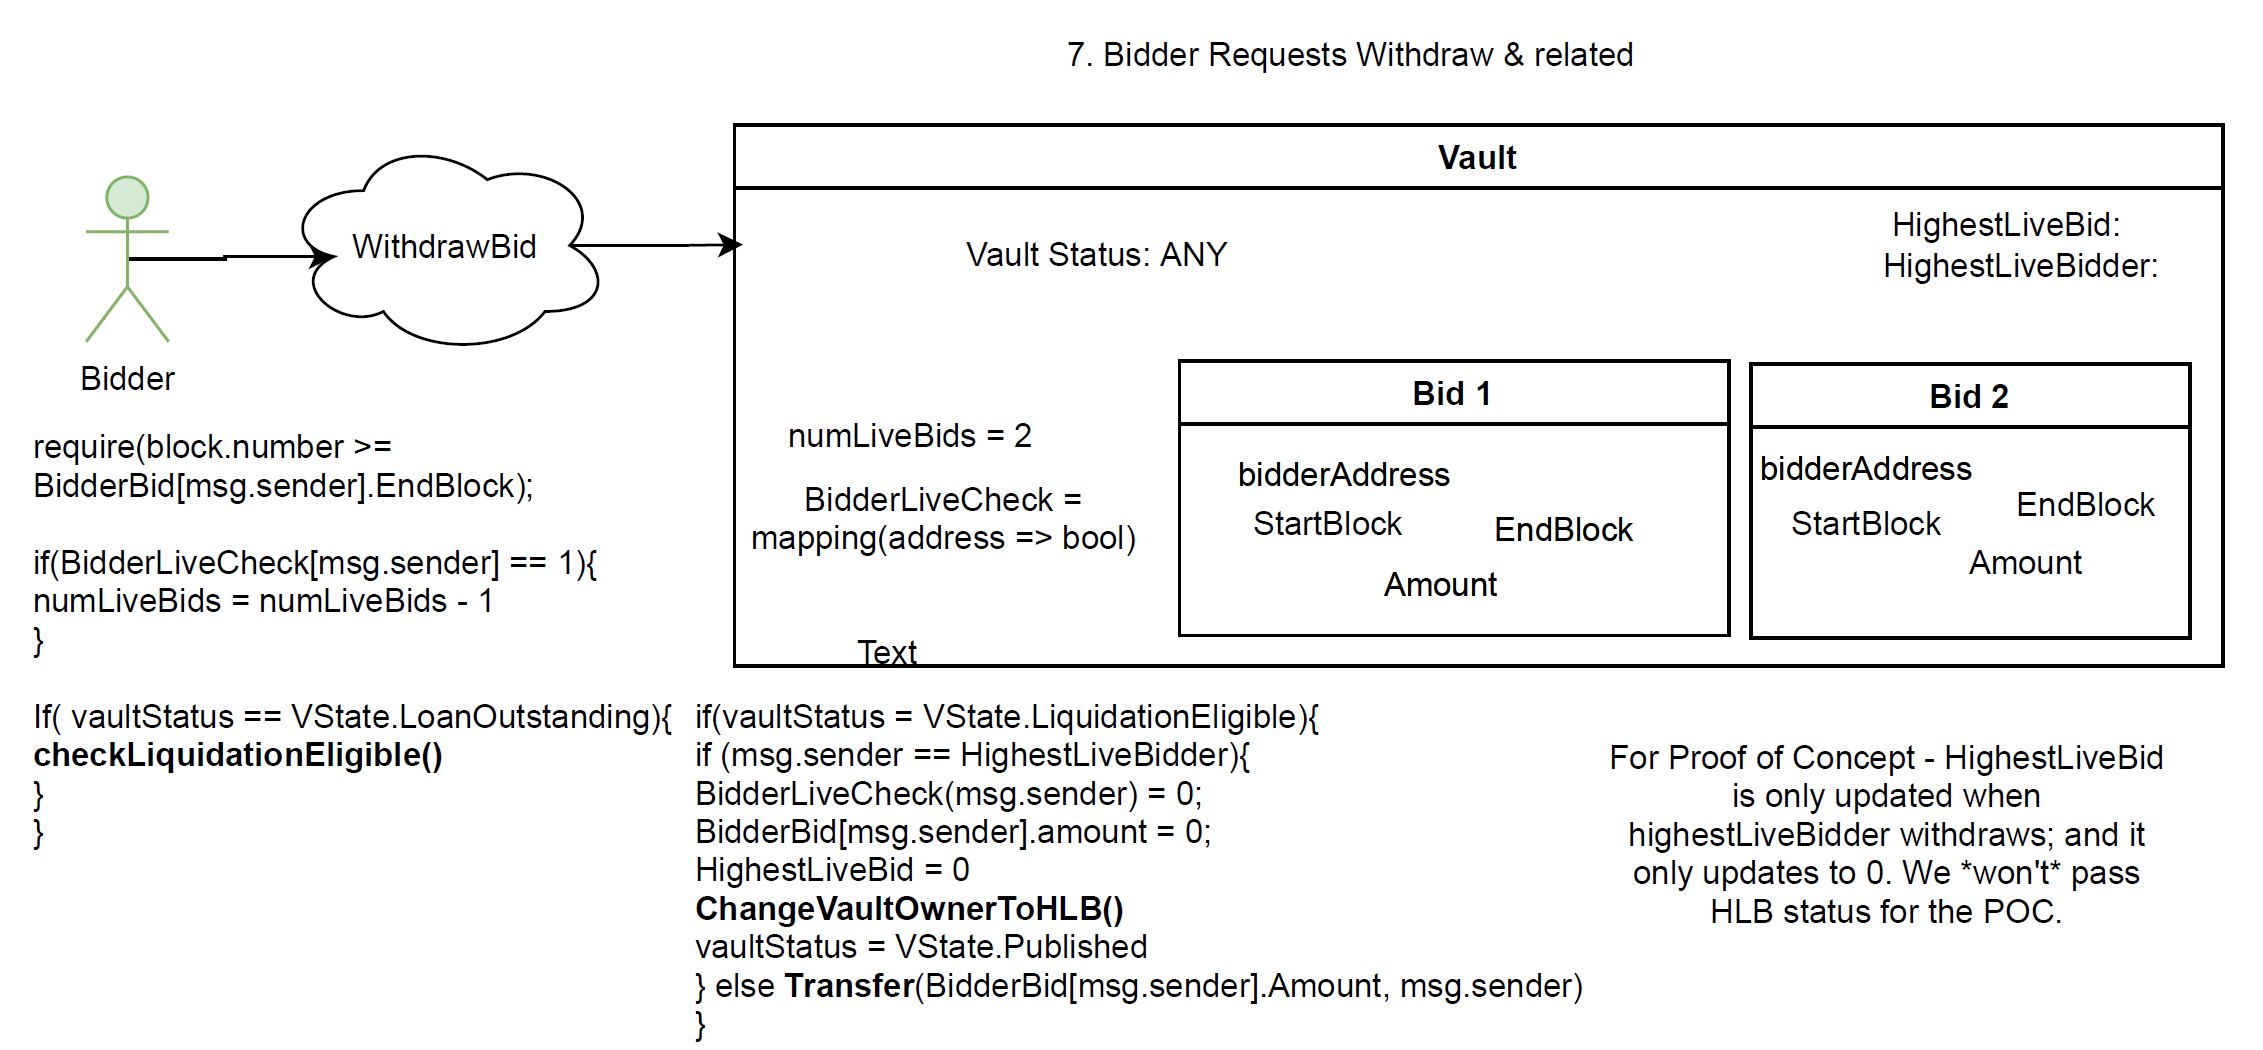 7. Bidder Requests Withdraw & related
Vault
WithdrawBid
Vault Status: ANY
HighestLiveBid:
HighestLiveBidder:
Bidder
numLiveBids = 2
BidderLiveCheck =
mapping(address => bool)
Text
Bid 1
bidderAddress
StartBlock
EndBlock
Amount
Bid 2
bidderAddress
StartBlock
EndBlock
Amount
require(block.number >=
BidderBid[msg.sender].EndBlock);
if(BidderLiveCheck[msg.sender] == 1){
numLiveBids = numLiveBids - 1
}
If( vaultStatus == VState.LoanOutstanding){
checkLiquidationEligible()
}
}
if(vaultStatus = VState.LiquidationEligible){
if (msg.sender == HighestLiveBidder){
BidderLiveCheck(msg.sender) = 0;
BidderBid[msg.sender].amount = 0;
HighestLiveBid = 0
ChangeVaultOwnerToHLB()
vaultStatus = VState.Published
} else Transfer(BidderBid[msg.sender].Amount, msg.sender)
}
For Proof of Concept - HighestLiveBid
is only updated when
highestLiveBidder withdraws; and it
only updates to 0. We *won't* pass
HLB status for the POC.